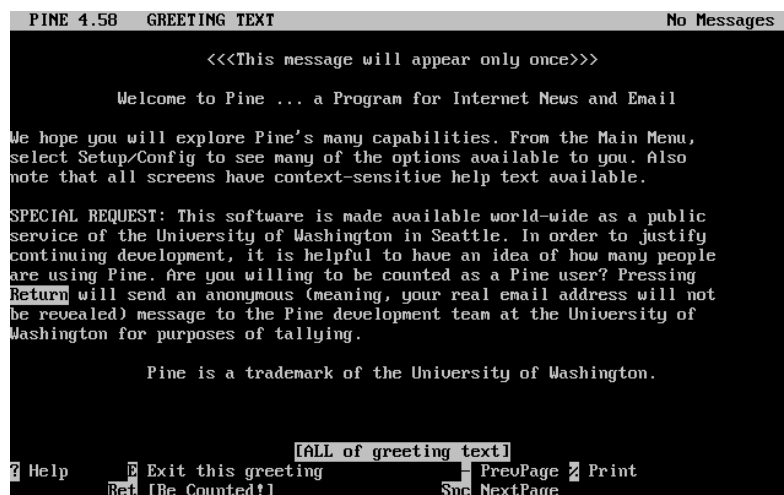 PINE 4.58 GREETING TEXT No Messages
<<<This message will appear only once>>>
Welcome to Pine ... a Program for Internet News and Email
We hope you will explore Pine's many capabilities. From the Main Menu,
select Setup/Config to see many of the options available to you. Also
note that all screens have context-sensitive help text available.
SPECIAL REQUEST: This software is made available world-wide as a public
service of the University of Washington in Seattle. In order to justify
continuing development, it is helpful to have an idea of how many people
are using Pine. Are you willing to be counted as a Pine user? Pressing
Return will send an anonymous (meaning, your real email address will not
be revealed) message to the Pine development team at the University of
Washington for purposes of tallying.
Pine is a trademark of the University of Washington.
[ALL of greeting text]
? Help E Exit this greeting - PrevPage % Print
Ret [Be Counted!] Spc NextPage